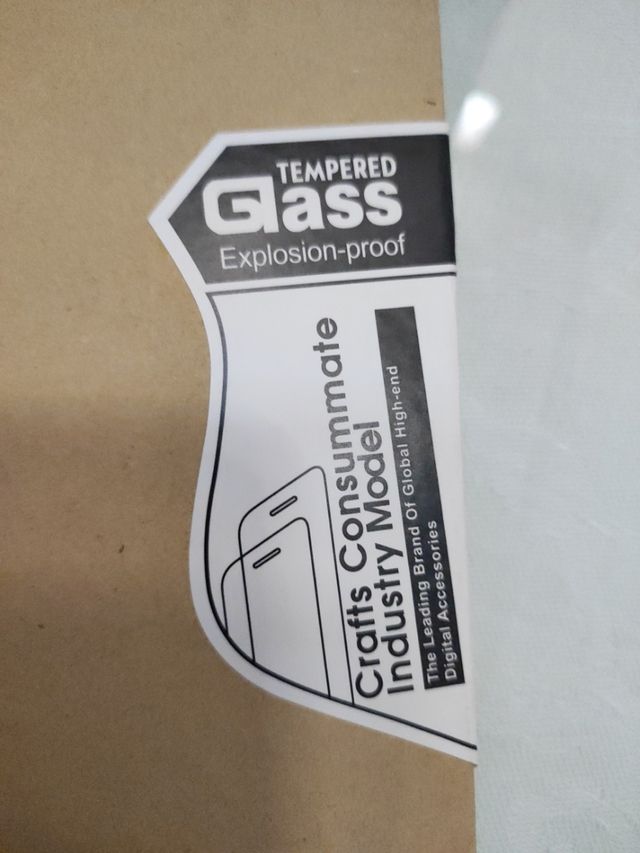 TEMPERED
Glass
Explosion-proof
Crafts Consummate
Industry Model
The Leading Brand Of Global High-end
Digital Accessories